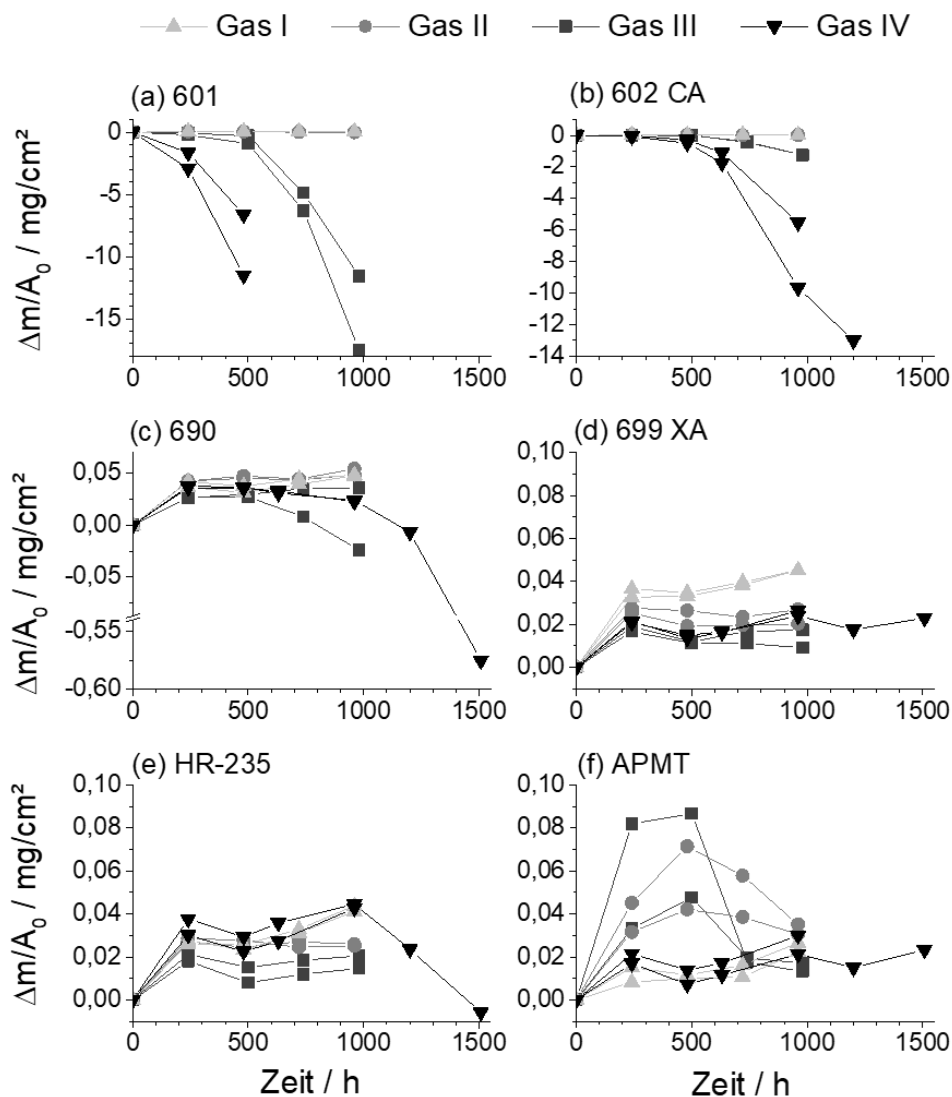 Gas I Gas II Gas III Gas IV
(a) 601
(b) 602 CA
Δm/A₀ / mg/cm²
0
-5
-10
-15
0 500 1000 1500
0
-2
-4
-6
-8
-10
-12
-14
0 500 1000 1500
(c) 690
(d) 699 XA
Δm/A₀ / mg/cm²
0,05
0,00
-0,05
-0,55
-0,60
0 500 1000 1500
0,10
0,08
0,06
0,04
0,02
0,00
0 500 1000 1500
(e) HR-235
(f) APMT
Δm/A₀ / mg/cm²
0,10
0,08
0,06
0,04
0,02
0,00
0 500 1000 1500
Zeit / h
0,10
0,08
0,06
0,04
0,02
0,00
0 500 1000 1500
Zeit / h